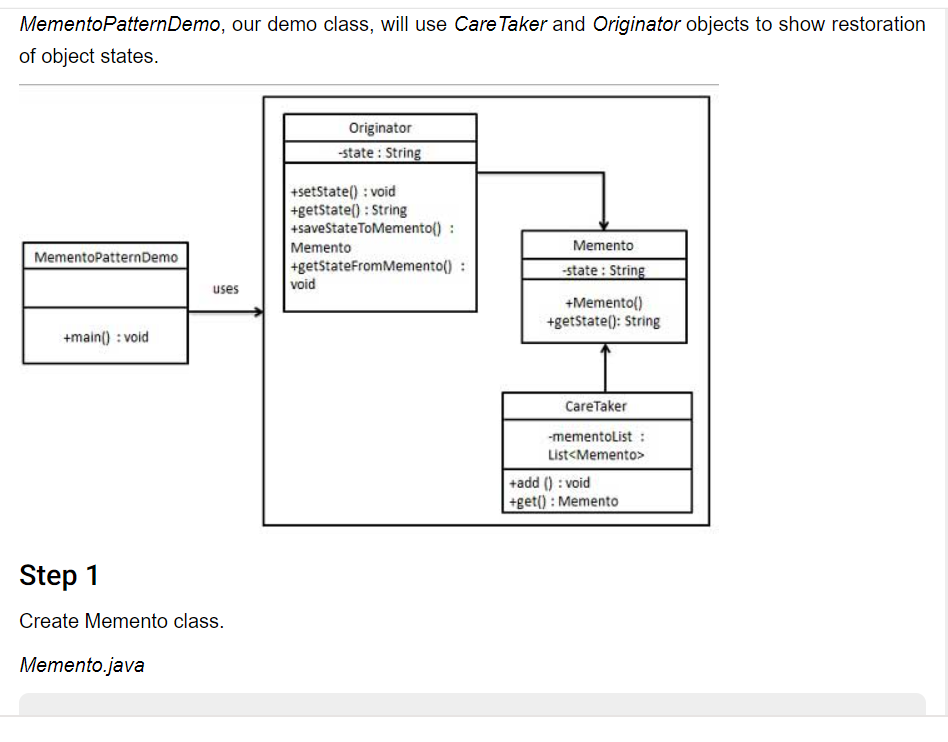 MementoPatternDemo, our demo class, will use CareTaker and Originator objects to show restoration
of object states.
Originator
-state : String
+setState() : void
+getState() : String
+saveStateToMemento() :
Memento
+getStateFromMemento() :
void
MementoPatternDemo
+main() : void
uses
Memento
-state : String
+Memento()
+getState(): String
CareTaker
-mementoList :
List<Memento>
+add () : void
+get() : Memento
Step 1
Create Memento class.
Memento.java